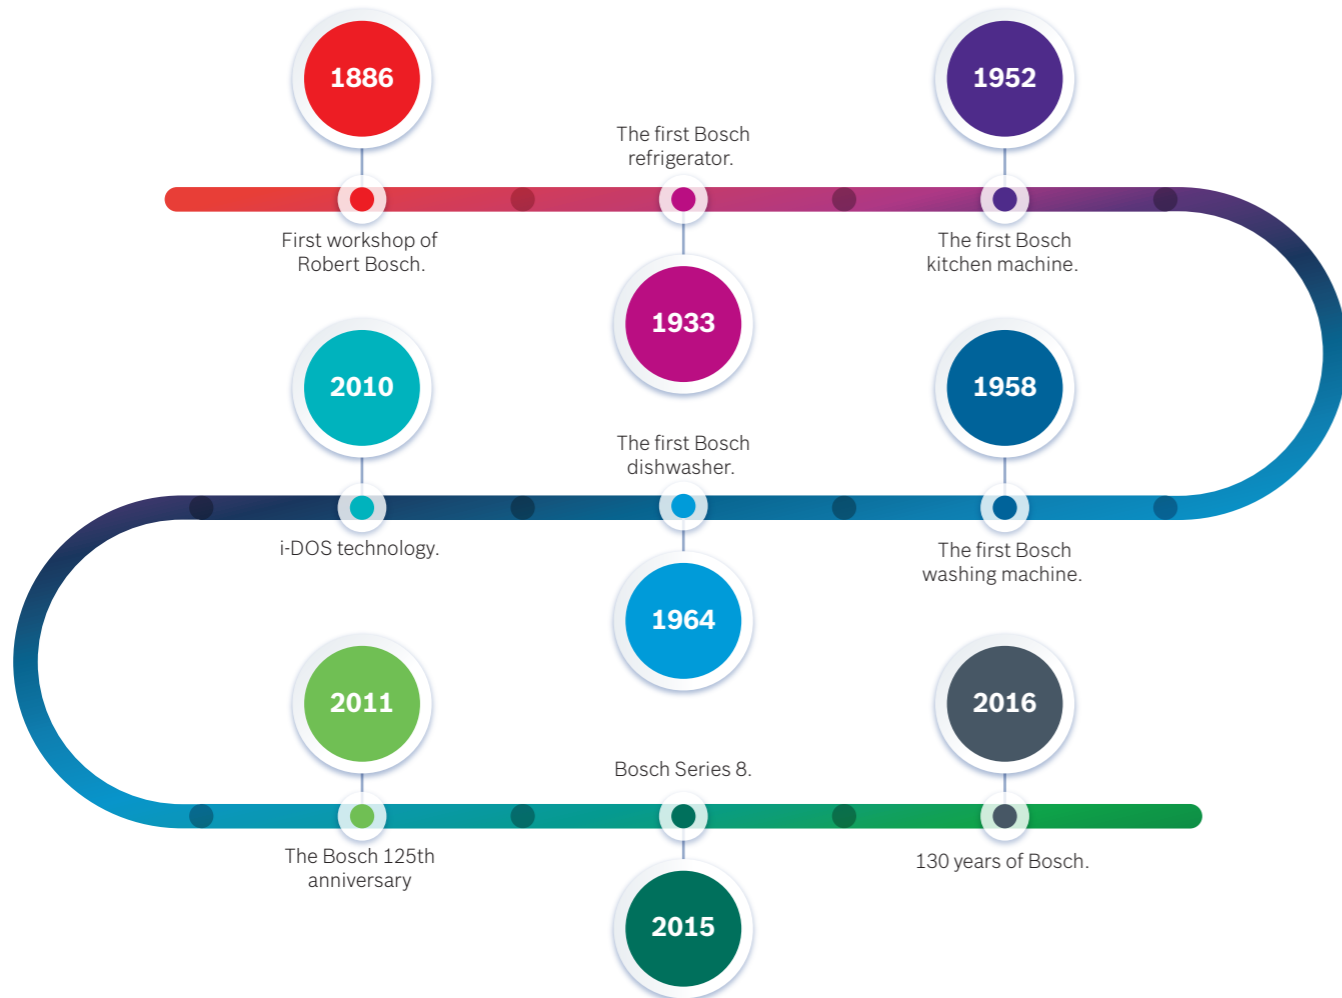 1886
First workshop of
Robert Bosch.
The first Bosch
refrigerator.
1933
1952
The first Bosch
kitchen machine.
1958
The first Bosch
washing machine.
The first Bosch
dishwasher.
1964
2010
i-DOS technology.
2011
The Bosch 125th
anniversary
Bosch Series 8.
2015
2016
130 years of Bosch.